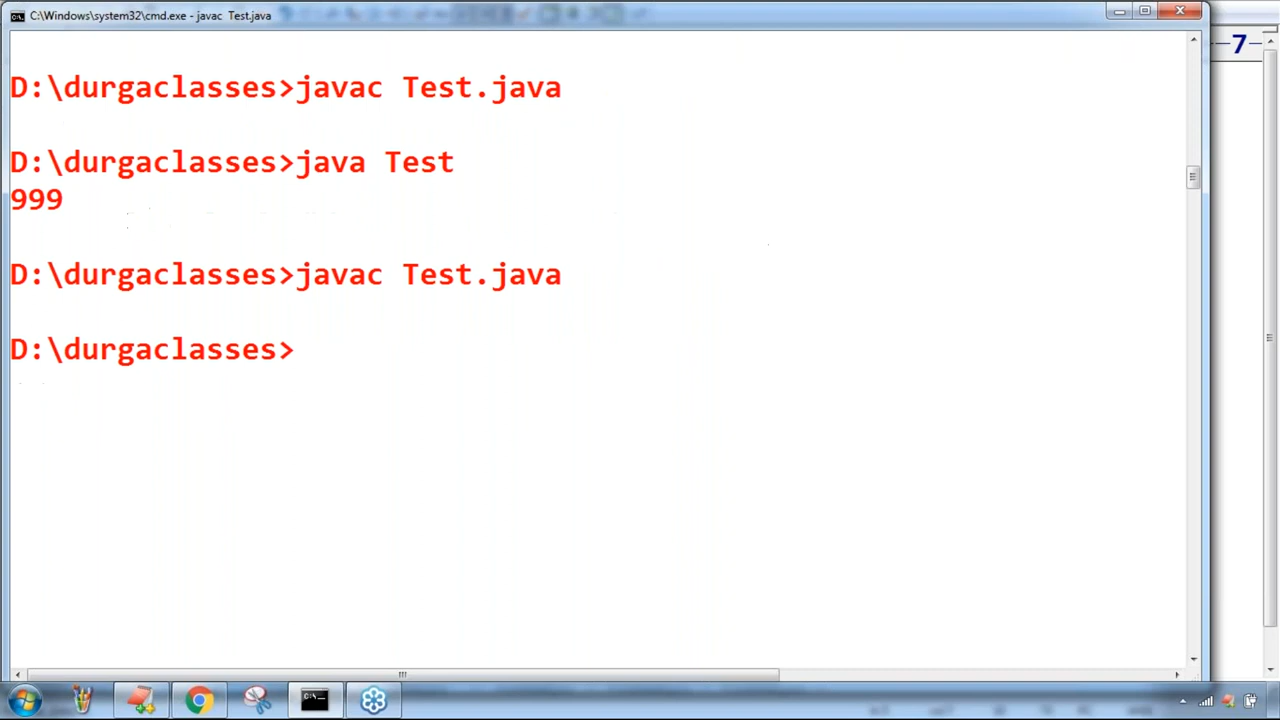 C:\Windows\system32\cmd.exe - javac  Test.java
7
D:\durgaclasses>javac Test.java
D:\durgaclasses>java Test
999
D:\durgaclasses>javac Test.java
D:\durgaclasses>
C:\